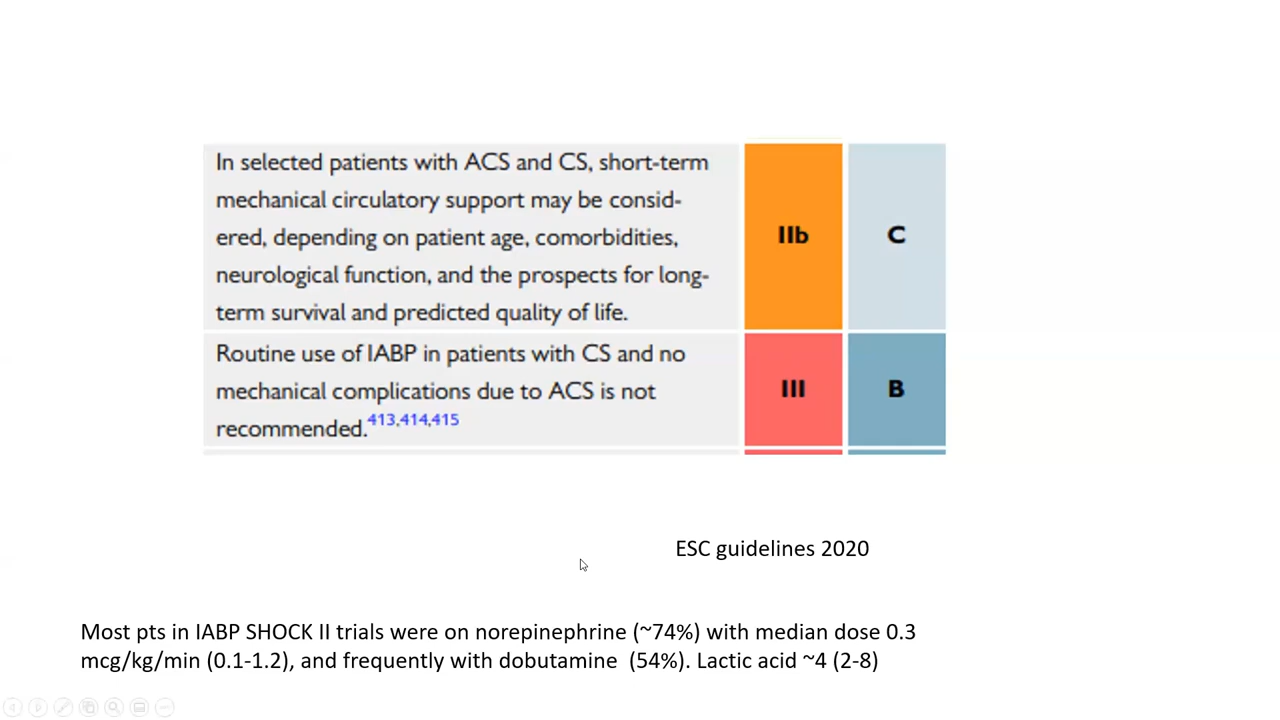 In selected patients with ACS and CS, short-term
mechanical circulatory support may be consid-
ered, depending on patient age, comorbidities,
neurological function, and the prospects for long-
term survival and predicted quality of life.
IIb
C
Routine use of IABP in patients with CS and no
mechanical complications due to ACS is not
recommended.413,414,415
III
B
ESC guidelines 2020
Most pts in IABP SHOCK II trials were on norepinephrine (~74%) with median dose 0.3
mcg/kg/min (0.1-1.2), and frequently with dobutamine  (54%). Lactic acid ~4 (2-8)